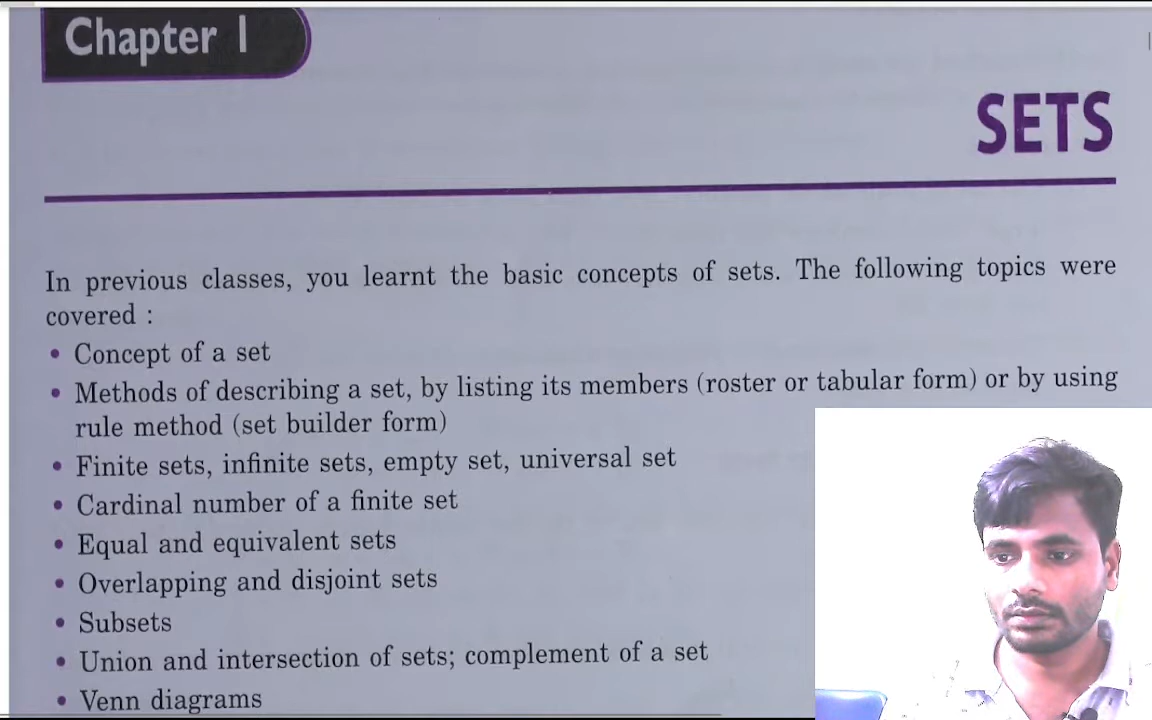 Chapter 1
SETS
In previous classes, you learnt the basic concepts of sets. The following topics were
covered :
• Concept of a set
• Methods of describing a set, by listing its members (roster or tabular form) or by using
rule method (set builder form)
• Finite sets, infinite sets, empty set, universal set
• Cardinal number of a finite set
• Equal and equivalent sets
• Overlapping and disjoint sets
• Subsets
• Union and intersection of sets; complement of a set
• Venn diagrams